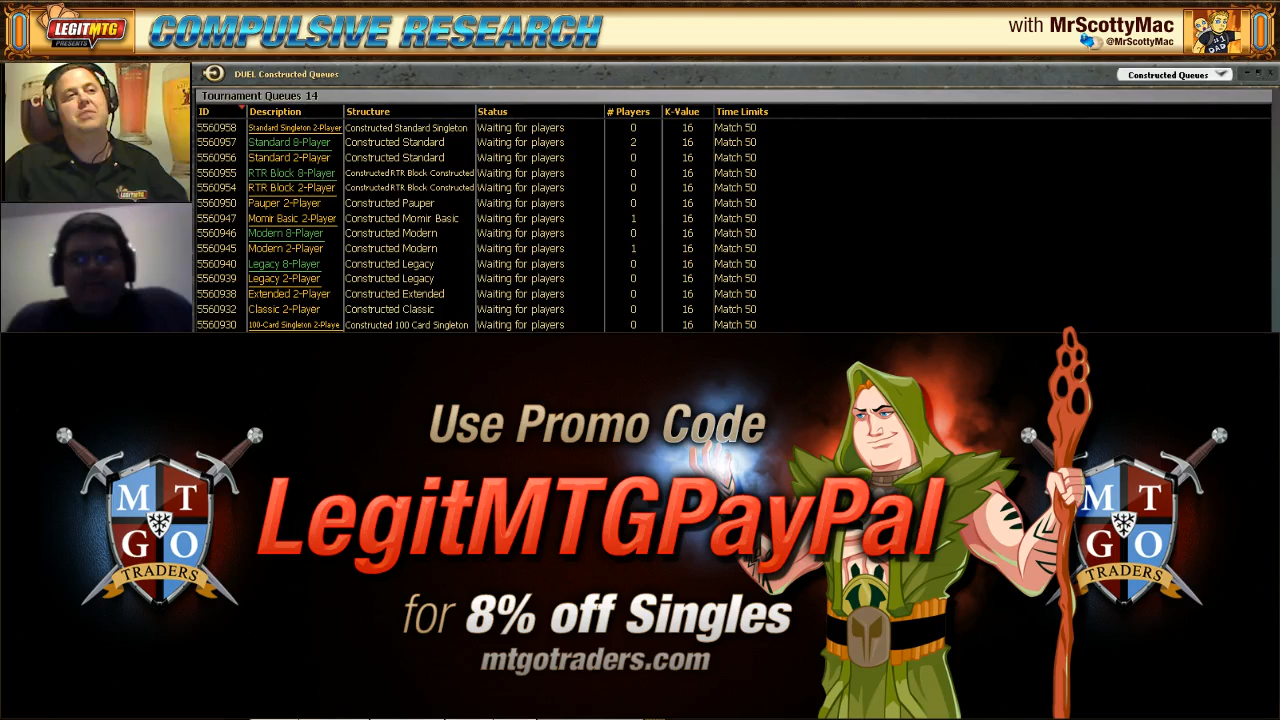 LEGITMTG
PRESENTS
COMPULSIVE RESEARCH
with MrScottyMac
@MrScottyMac
#1
DAD
DUEL Constructed Queues
Constructed Queues
Tournament Queues 14
ID Description Structure Status # Players K-Value Time Limits
5560958 Standard Singleton 2-Player Constructed Standard Singleton Waiting for players 0 16 Match 50
5560957 Standard 8-Player Constructed Standard Waiting for players 2 16 Match 50
5560956 Standard 2-Player Constructed Standard Waiting for players 0 16 Match 50
5560955 RTR Block 8-Player Constructed RTR Block Constructed Waiting for players 0 16 Match 50
5560954 RTR Block 2-Player Constructed RTR Block Constructed Waiting for players 0 16 Match 50
5560950 Pauper 2-Player Constructed Pauper Waiting for players 0 16 Match 50
5560947 Momir Basic 2-Player Constructed Momir Basic Waiting for players 1 16 Match 50
5560946 Modern 8-Player Constructed Modern Waiting for players 0 16 Match 50
5560945 Modern 2-Player Constructed Modern Waiting for players 1 16 Match 50
5560940 Legacy 8-Player Constructed Legacy Waiting for players 0 16 Match 50
5560939 Legacy 2-Player Constructed Legacy Waiting for players 0 16 Match 50
5560938 Extended 2-Player Constructed Extended Waiting for players 0 16 Match 50
5560932 Classic 2-Player Constructed Classic Waiting for players 0 16 Match 50
5560930 100-Card Singleton 2-Playe Constructed 100 Card Singleton Waiting for players 0 16 Match 50
LEGITMTG
Use Promo Code
LegitMTGPayPal
for 8% off Singles
mtgotraders.com
M T
G O
TRADERS
M T
G O
TRADERS